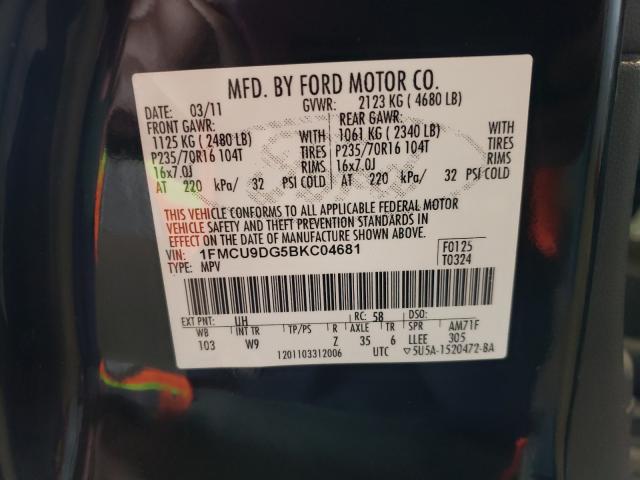 MFD. BY FORD MOTOR CO.
DATE: 03/11 GVWR: 2123 KG ( 4680 LB)
FRONT GAWR: REAR GAWR:
1125 KG ( 2480 LB) WITH 1061 KG ( 2340 LB) WITH
P235/70R16 104T TIRES P235/70R16 104T TIRES
16x7.0J RIMS 16x7.0J RIMS
AT 220 kPa/ 32 PSI COLD AT 220 kPa/ 32 PSI COLD
THIS VEHICLE CONFORMS TO ALL APPLICABLE FEDERAL MOTOR
VEHICLE SAFETY AND THEFT PREVENTION STANDARDS IN
EFFECT ON THE DATE OF MANUFACTURE SHOWN ABOVE.
VIN: 1FMCU9DG5BKC04681 F0125
TYPE: MPV T0324
EXT PNT: UH RC: 58 DSO:
WB INT TR TP/PS R AXLE TR SPR AM71F
103 W9 Z 35 6 LLEE 305
1201103312006 UTC 5U5A-1520472-BA